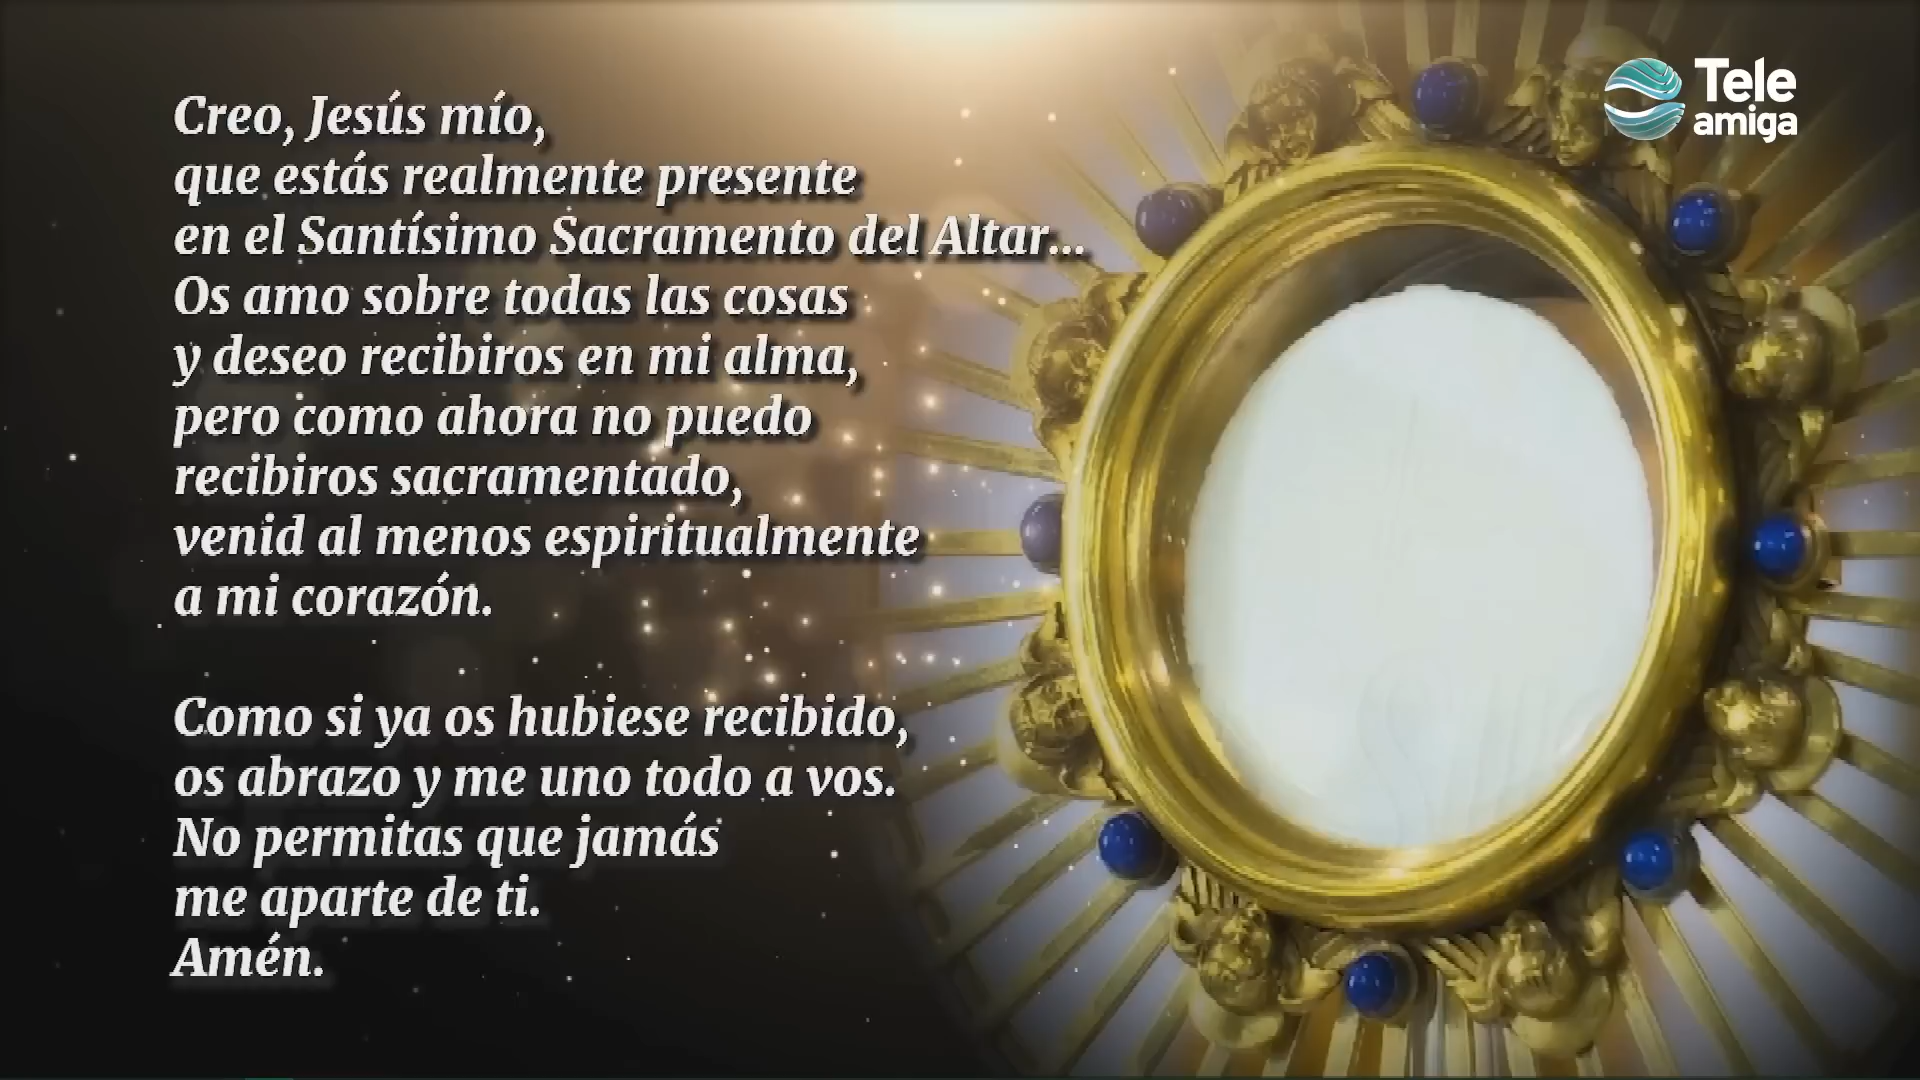 Creo, Jesús mío,
que estás realmente presente
en el Santísimo Sacramento del Altar...
Os amo sobre todas las cosas
y deseo recibiros en mi alma,
pero como ahora no puedo
recibiros sacramentado,
venid al menos espiritualmente
a mi corazón.
Como si ya os hubiese recibido,
os abrazo y me uno todo a vos.
No permitas que jamás
me aparte de ti.
Amén.
Tele
amiga